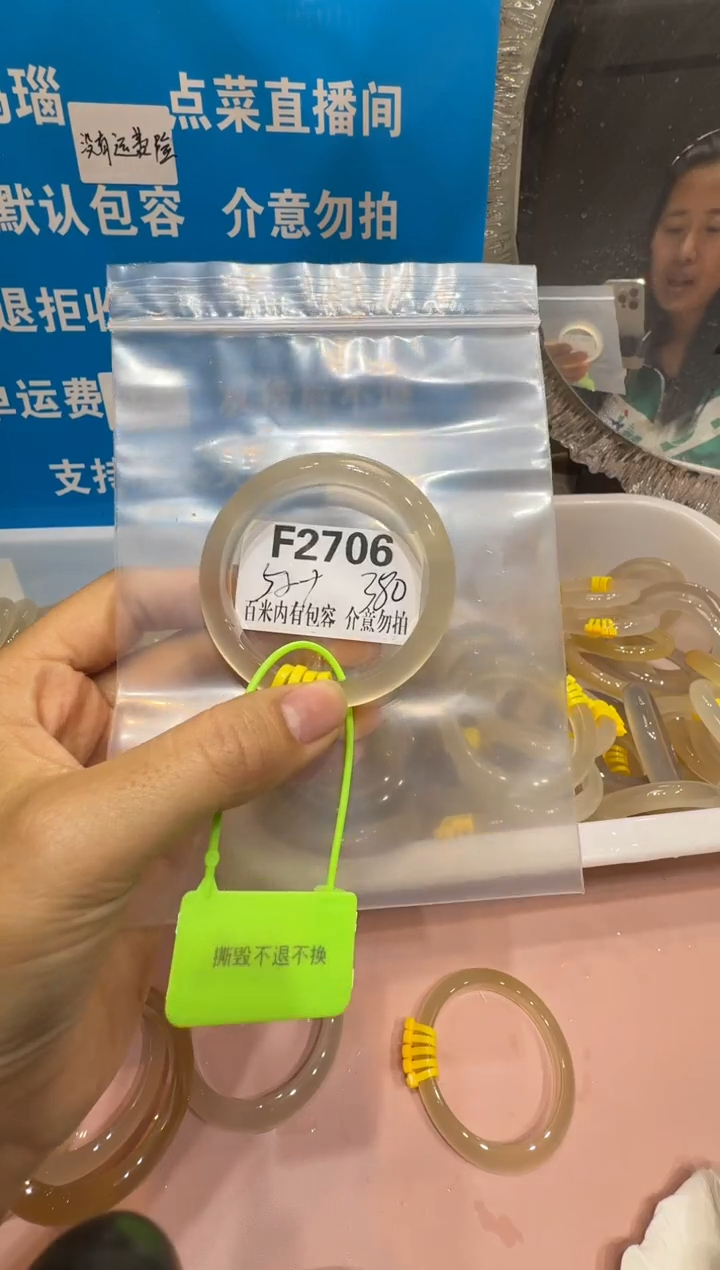 瑙 点菜直播间
没有运费险
默认包容 介意勿拍
退拒收
单运费
支持
F2706
380
百米内有包容 介意勿拍
撕毁不退不换